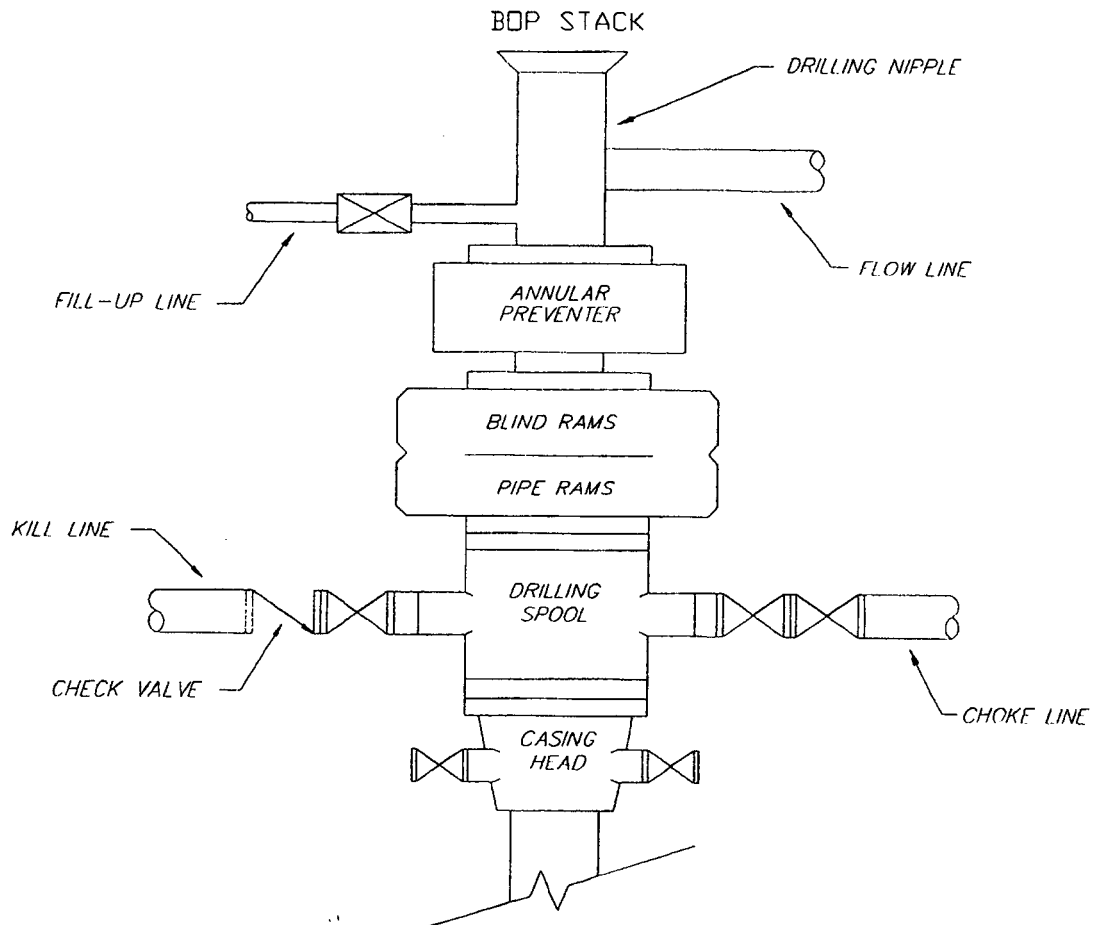 BOP STACK
DRILLING NIPPLE
FLOW LINE
FILL-UP LINE
ANNULAR
PREVENTER
BLIND RAMS
PIPE RAMS
KILL LINE
DRILLING
SPOOL
CHECK VALVE
CHOKE LINE
CASING
HEAD